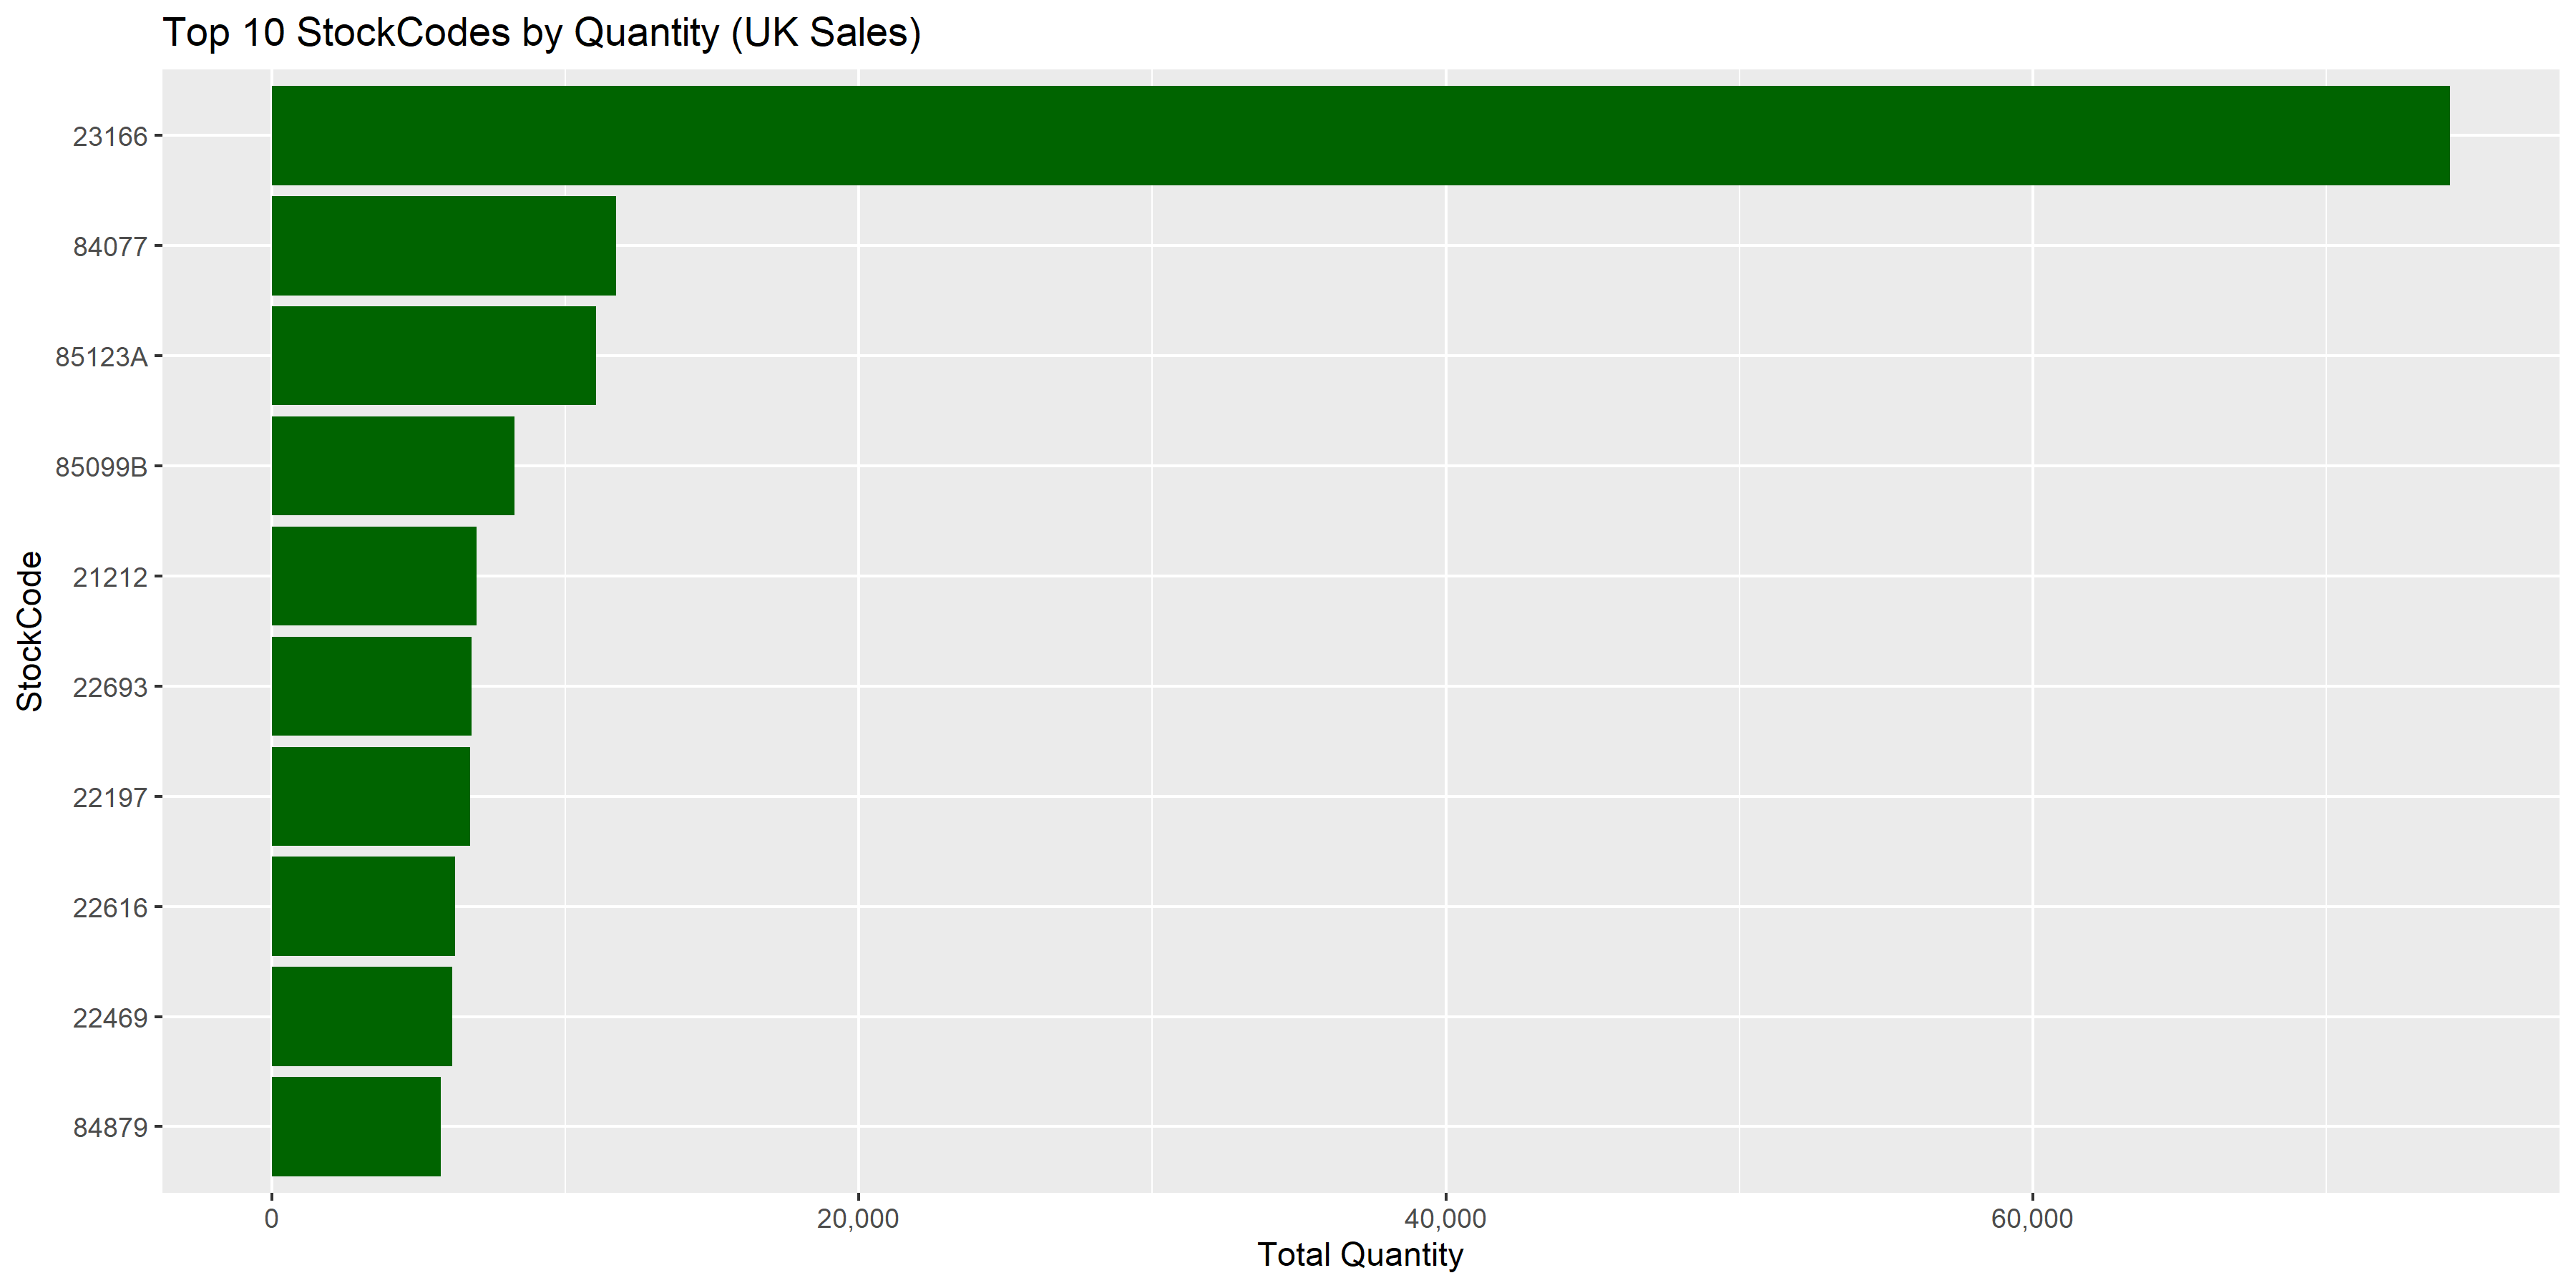 Top 10 StockCodes by Quantity (UK Sales)
StockCode
23166
84077
85123A
85099B
21212
22693
22197
22616
22469
84879
0 20,000 40,000 60,000
Total Quantity